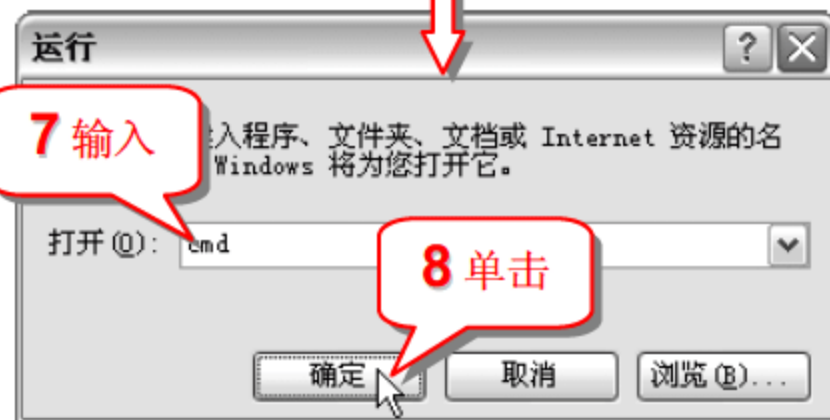 运行
7 输入
入程序、文件夹、文档或 Internet 资源的名
Windows 将为您打开它。
打开(O): cmd
8 单击
确定 取消 浏览(B)...